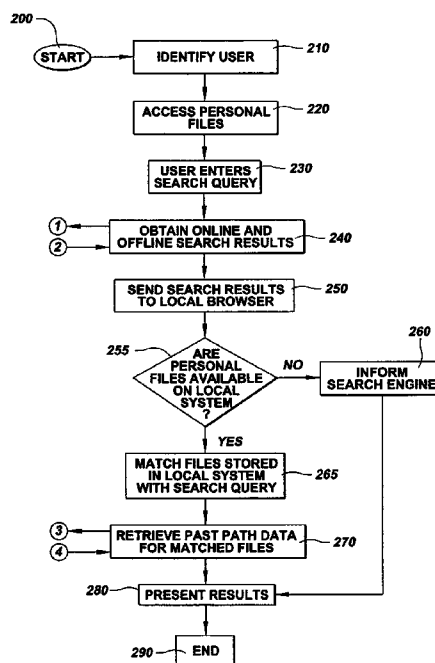 200
START
IDENTIFY USER
210
ACCESS PERSONAL
FILES
220
USER ENTERS
SEARCH QUERY
230
1
2
OBTAIN ONLINE AND
OFFLINE SEARCH RESULTS
240
SEND SEARCH RESULTS
TO LOCAL BROWSER
250
255
ARE
PERSONAL
FILES AVAILABLE
ON LOCAL
SYSTEM
?
NO
260
INFORM
SEARCH ENGINE
YES
MATCH FILES STORED
IN LOCAL SYSTEM
WITH SEARCH QUERY
265
3
4
RETRIEVE PAST PATH DATA
FOR MATCHED FILES
270
280
PRESENT RESULTS
290
END